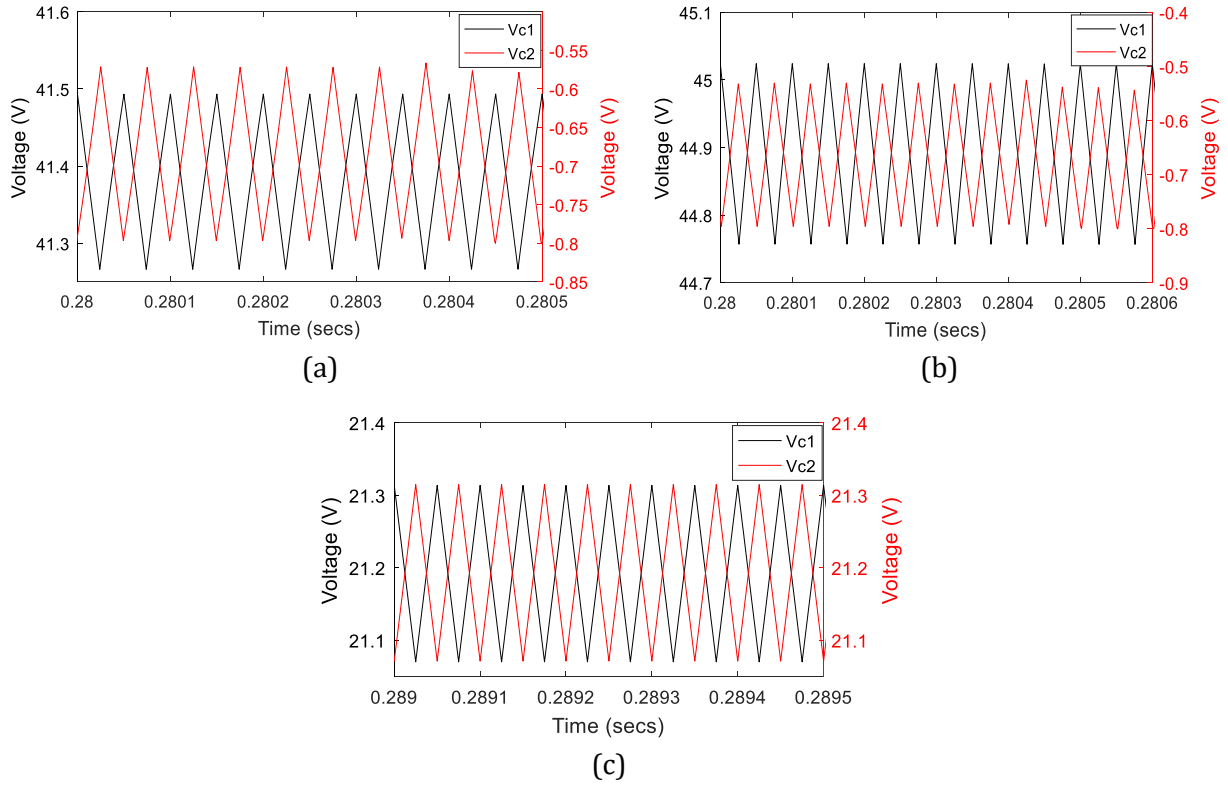 41.6
41.5
41.4
41.3
Voltage (V)
Vc1
Vc2
-0.55
-0.6
-0.65
-0.7
-0.75
-0.8
-0.85
Voltage (V)
0.28 0.2801 0.2802 0.2803 0.2804 0.2805
Time (secs)
(a)
45.1
45
44.9
44.8
44.7
Voltage (V)
Vc1
Vc2
-0.4
-0.5
-0.6
-0.7
-0.8
-0.9
Voltage (V)
0.28 0.2801 0.2802 0.2803 0.2804 0.2805 0.2806
Time (secs)
(b)
21.4
21.3
21.2
21.1
Voltage (V)
Vc1
Vc2
21.4
21.3
21.2
21.1
Voltage (V)
0.289 0.2891 0.2892 0.2893 0.2894 0.2895
Time (secs)
(c)